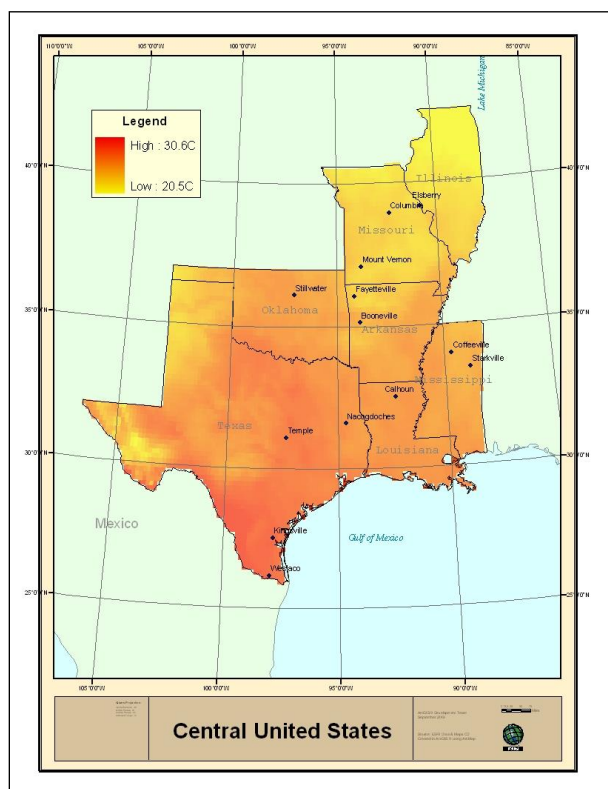 110°0'0"W
105°0'0"W
100°0'0"W
95°0'0"W
90°0'0"W
85°0'0"W
Lake Michigan
Legend
High : 30.6C
Low : 20.5C
40°0'0"N
40°0'0"N
Illinois
Elsberry
Columbia
Missouri
Mount Vernon
Stillwater
Fayetteville
35°0'0"N
35°0'0"N
Oklahoma
Booneville
Arkansas
Coffeeville
Starkville
Mississippi
Calhoun
Nacogdoches
Texas
Temple
Louisiana
30°0'0"N
30°0'0"N
Mexico
Kingsville
Gulf of Mexico
Weslaco
25°0'0"N
25°0'0"N
105°0'0"W
100°0'0"W
95°0'0"W
90°0'0"W
Central United States